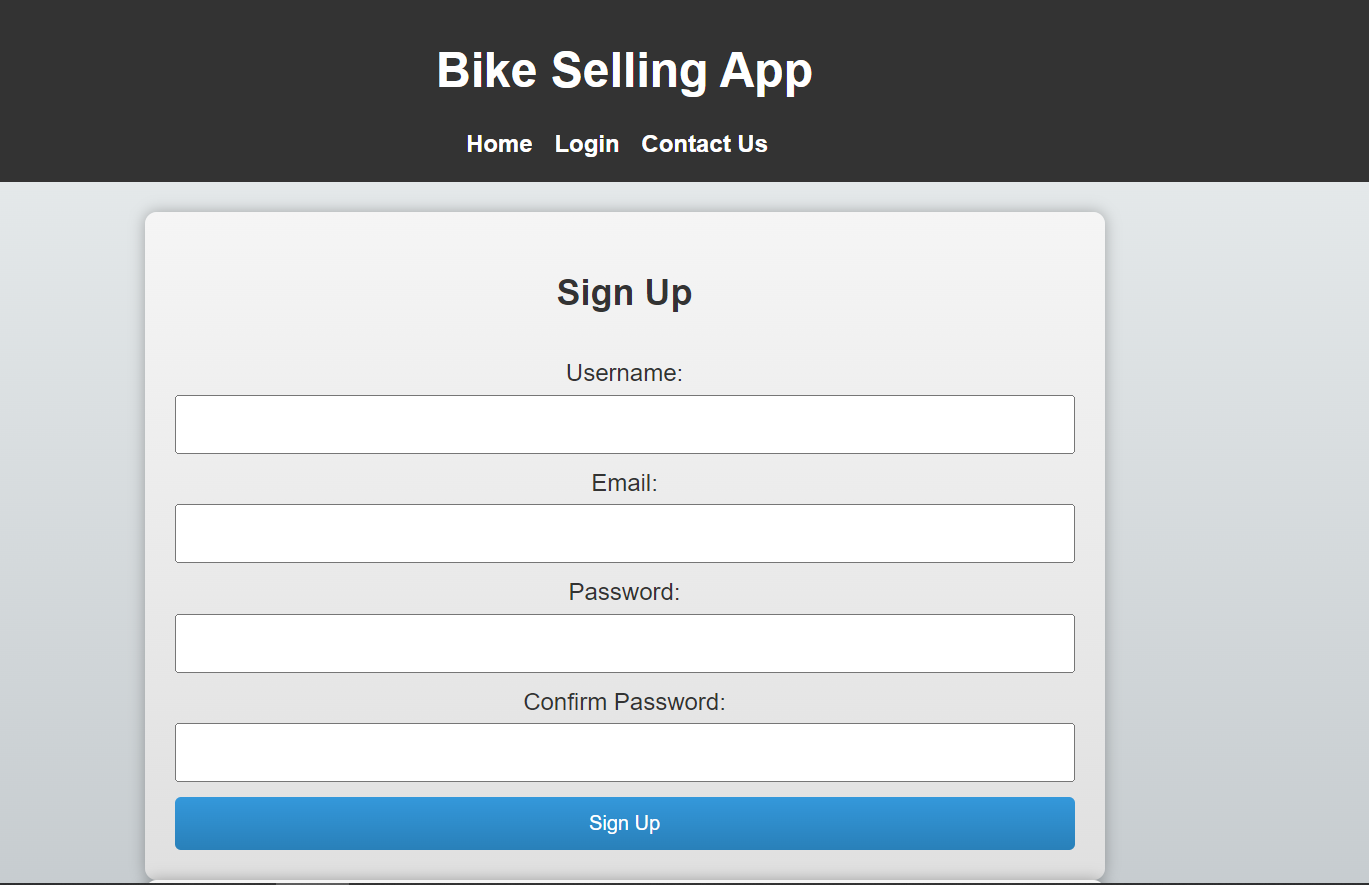 Bike Selling App
Home Login Contact Us
Sign Up
Username:
Email:
Password:
Confirm Password:
Sign Up